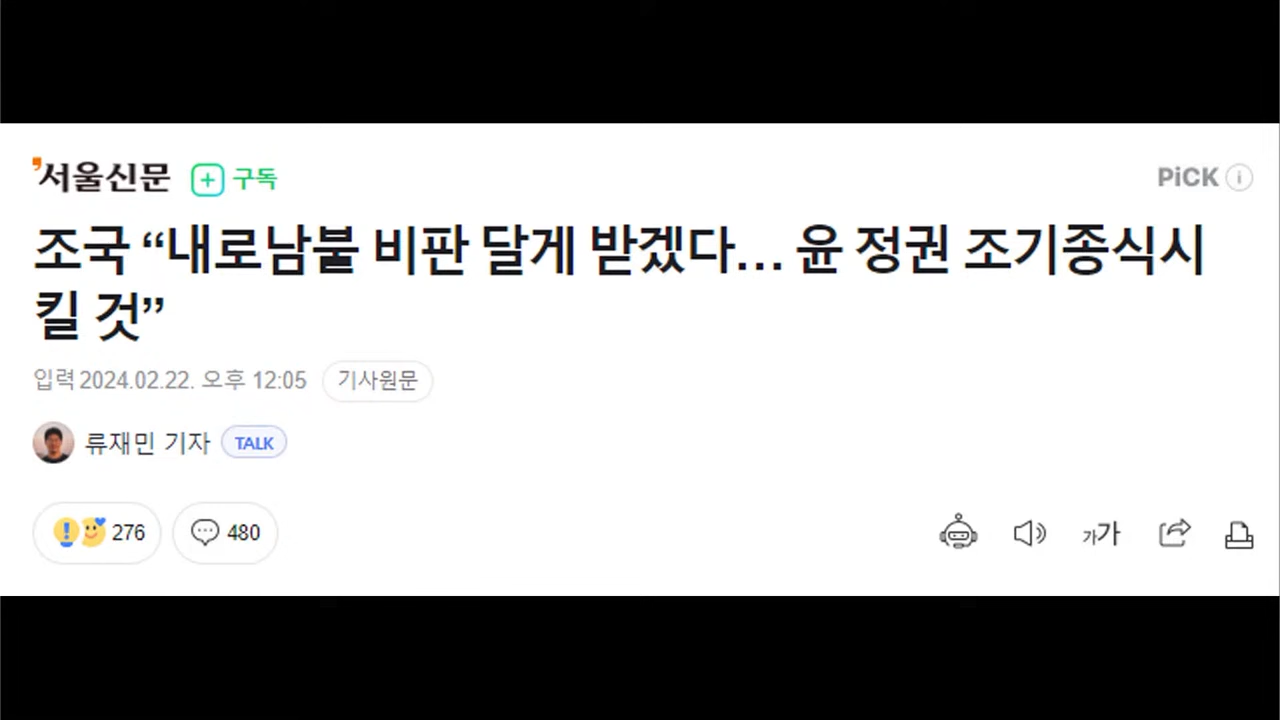 서울신문 구독 PiCK
조국 “내로남불 비판 달게 받겠다… 윤 정권 조기종식시
킬 것”
입력 2024.02.22. 오후 12:05 기사원문
류재민 기자 TALK
276 480 가가